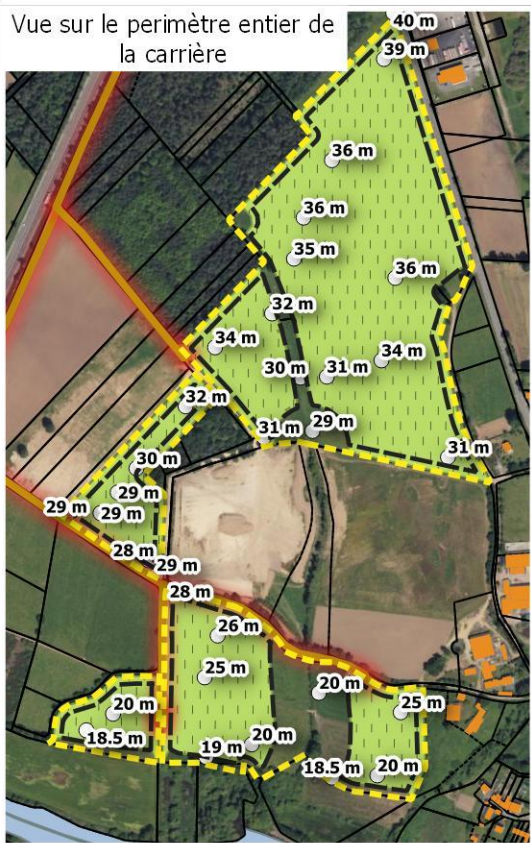 Vue sur le perimètre entier de
la carrière
40 m
39 m
36 m
36 m
35 m
36 m
32 m
34 m
34 m
30 m
31 m
32 m
31 m
29 m
31 m
30 m
29 m
29 m
29 m
28 m
29 m
28 m
26 m
25 m
20 m
20 m
25 m
18.5 m
20 m
19 m
18.5 m
20 m